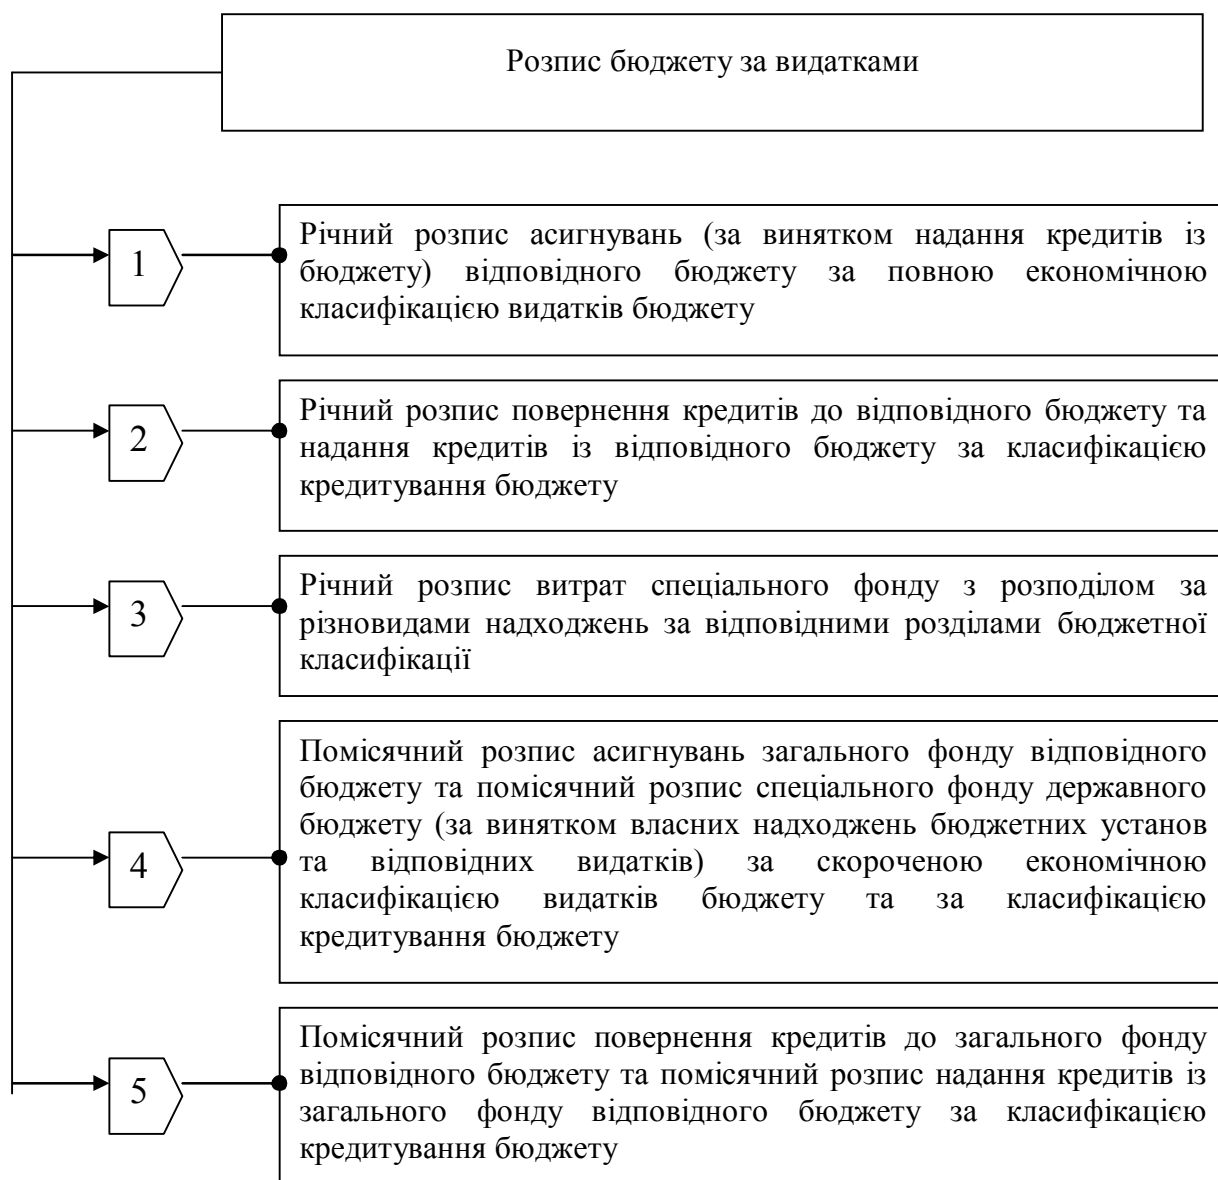 Розпис бюджету за видатками
1
Річний розпис асигнувань (за винятком надання кредитів із
бюджету) відповідного бюджету за повною економічною
класифікацією видатків бюджету
2
Річний розпис повернення кредитів до відповідного бюджету та
надання кредитів із відповідного бюджету за класифікацією
кредитування бюджету
3
Річний розпис витрат спеціального фонду з розподілом за
різновидами надходжень за відповідними розділами бюджетної
класифікації
4
Помісячний розпис асигнувань загального фонду відповідного
бюджету та помісячний розпис спеціального фонду державного
бюджету (за винятком власних надходжень бюджетних установ
та відповідних видатків) за скороченою економічною
класифікацією видатків бюджету та за класифікацією
кредитування бюджету
5
Помісячний розпис повернення кредитів до загального фонду
відповідного бюджету та помісячний розпис надання кредитів із
загального фонду відповідного бюджету за класифікацією
кредитування бюджету